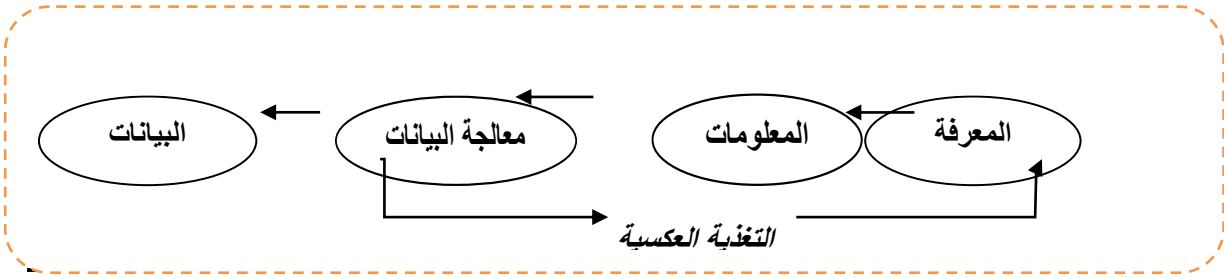 المعرفة
المعلومات
معالجة البيانات
البيانات
التغذية العكسية